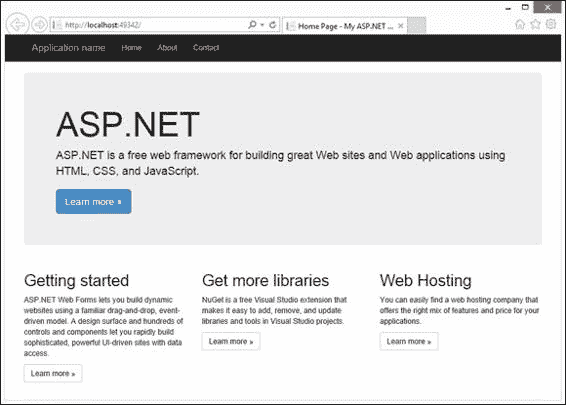 http://localhost:49342/
Home Page - My ASP.NET ...
Application name Home About Contact
ASP.NET
ASP.NET is a free web framework for building great Web sites and Web applications using
HTML, CSS, and JavaScript.
Learn more »
Getting started
ASP.NET Web Forms lets you build dynamic
websites using a familiar drag-and-drop, event-
driven model. A design surface and hundreds of
controls and components let you rapidly build
sophisticated, powerful UI-driven sites with data
access.
Learn more »
Get more libraries
NuGet is a free Visual Studio extension that
makes it easy to add, remove, and update
libraries and tools in Visual Studio projects.
Learn more »
Web Hosting
You can easily find a web hosting company that
offers the right mix of features and price for your
applications.
Learn more »